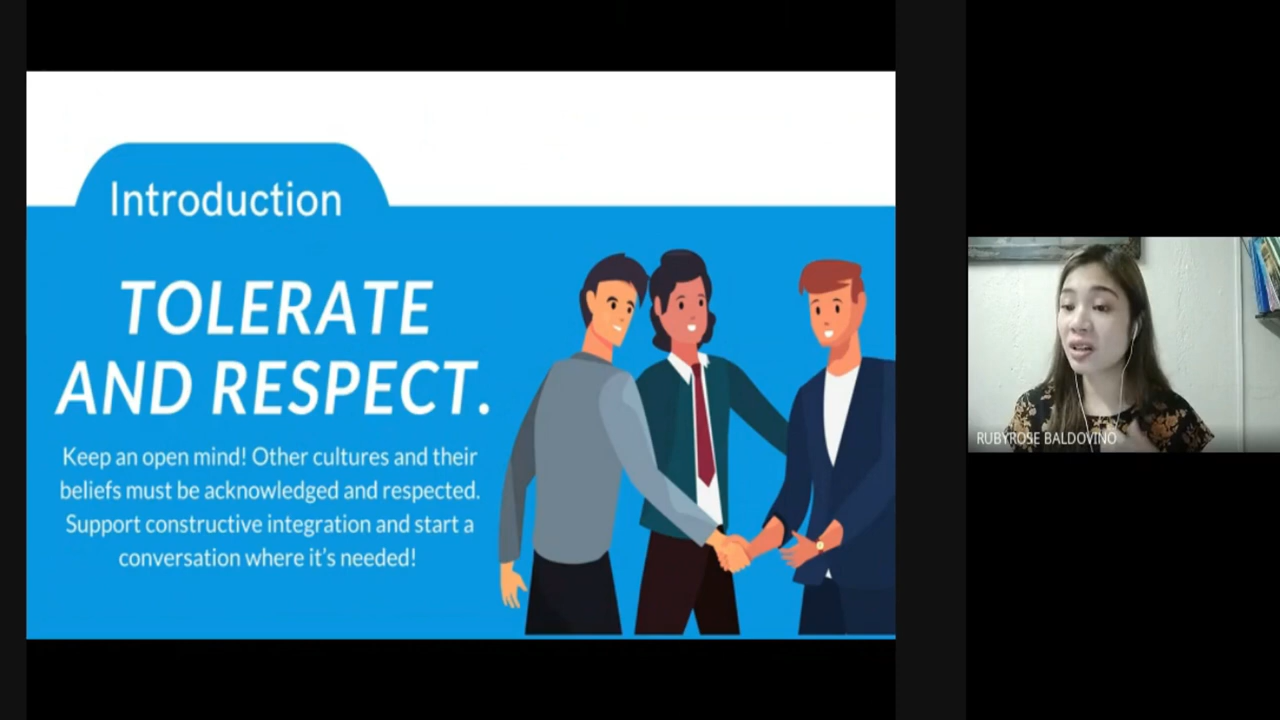 Introduction
TOLERATE
AND RESPECT.
Keep an open mind! Other cultures and their
beliefs must be acknowledged and respected.
Support constructive integration and start a
conversation where it's needed!
RUBYROSE BALDOVINO